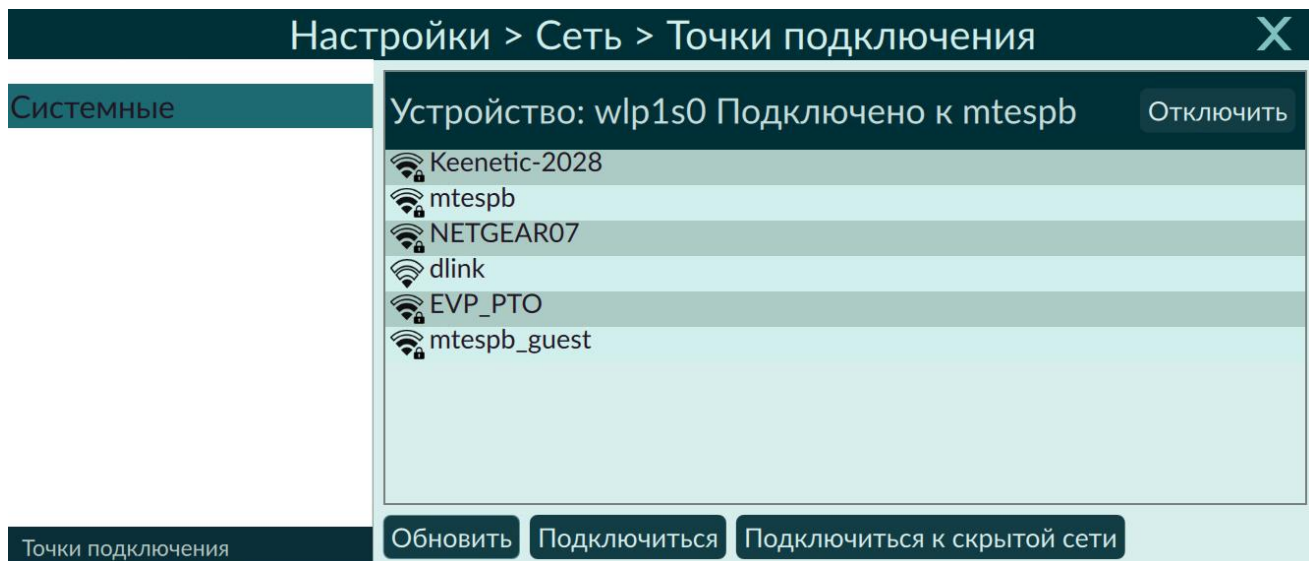 Настройки > Сеть > Точки подключения X
Системные
Устройство: wlp1s0 Подключено к mtespb Отключить
Keenetic-2028
mtespb
NETGEAR07
dlink
EVP_PTO
mtespb_guest
Точки подключения
Обновить Подключиться Подключиться к скрытой сети